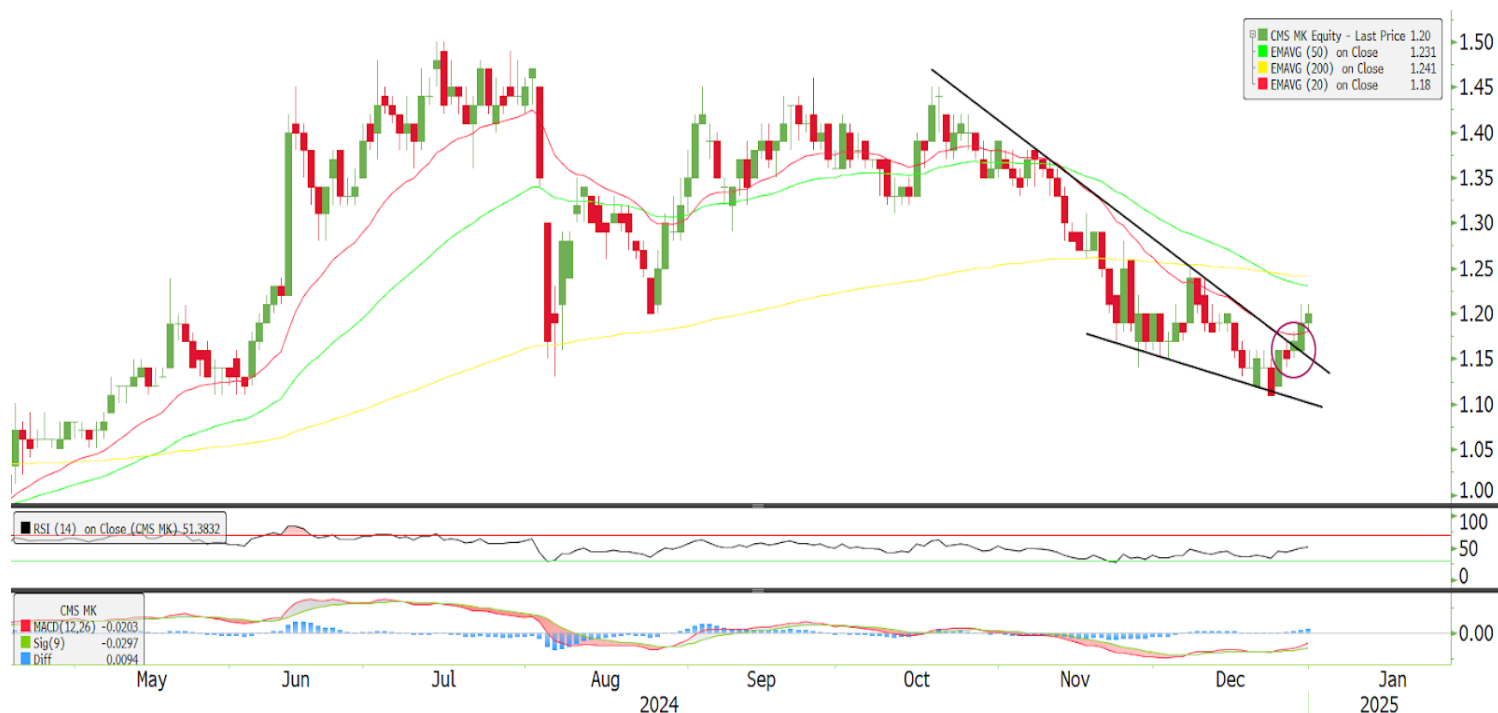 CMS MK Equity - Last Price 1.20
EMAVG (50) on Close 1.231
EMAVG (200) on Close 1.241
EMAVG (20) on Close 1.18
1.50
1.45
1.40
1.35
1.30
1.25
1.20
1.15
1.10
1.05
1.00
RSI (14) on Close (CMS MK) 51.3832
100
50
0
CMS MK
MACD(12,26) -0.0203
Sig(9) -0.0297
Diff 0.0094
0.00
May Jun Jul Aug Sep Oct Nov Dec Jan
2024 2025